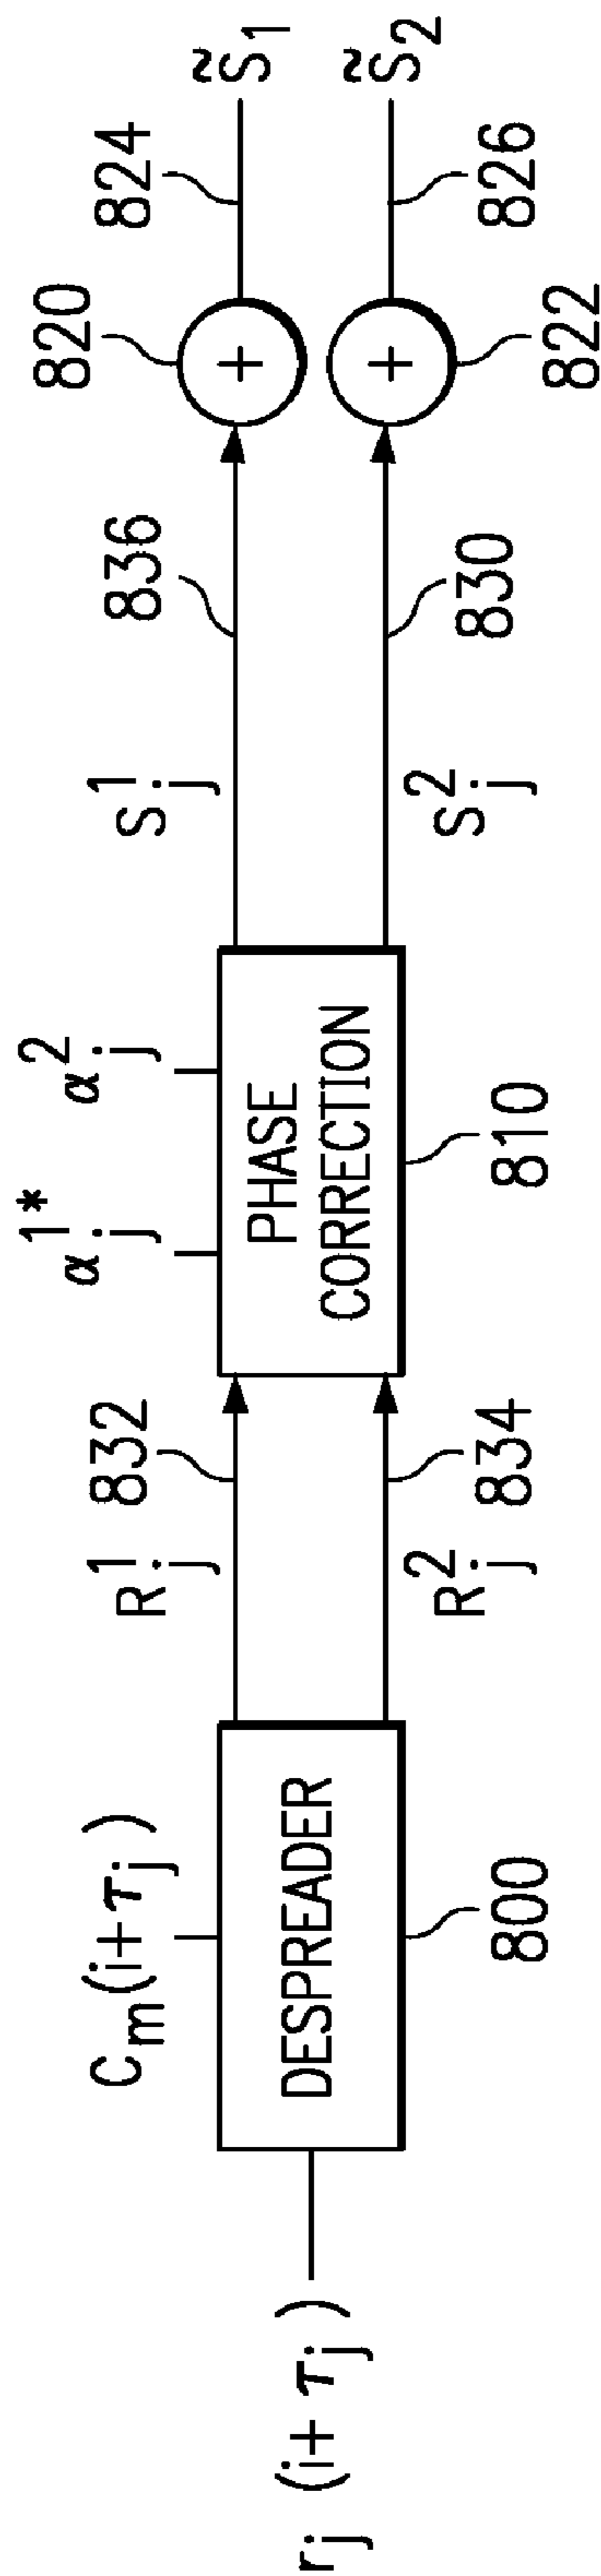 r_j (i+ τ_j )
C_m(i+τ_j)
DESPREADER
800
R_j^1
832
R_j^2
834
α_j^1*
α_j^2
PHASE
CORRECTION
810
S_j^1
836
S_j^2
830
820
+
822
+
824
~S_1
826
~S_2